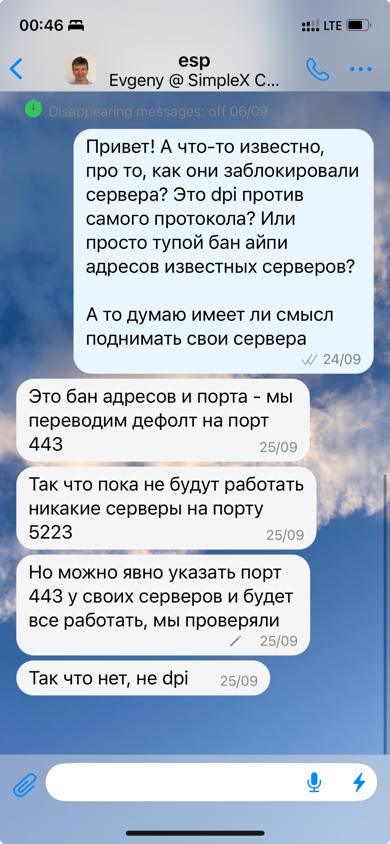 00:46
LTE
esp
Evgeny @ SimpleX C...
Disappearing messages: off 06/09
Привет! А что-то известно,
про то, как они заблокировали
сервера? Это dpi против
самого протокола? Или
просто тупой бан айпи
адресов известных серверов?
А то думаю имеет ли смысл
поднимать свои сервера
24/09
Это бан адресов и порта - мы
переводим дефолт на порт
443
25/09
Так что пока не будут работать
никакие серверы на порту
5223
25/09
Но можно явно указать порт
443 у своих серверов и будет
все работать, мы проверяли
25/09
Так что нет, не dpi
25/09